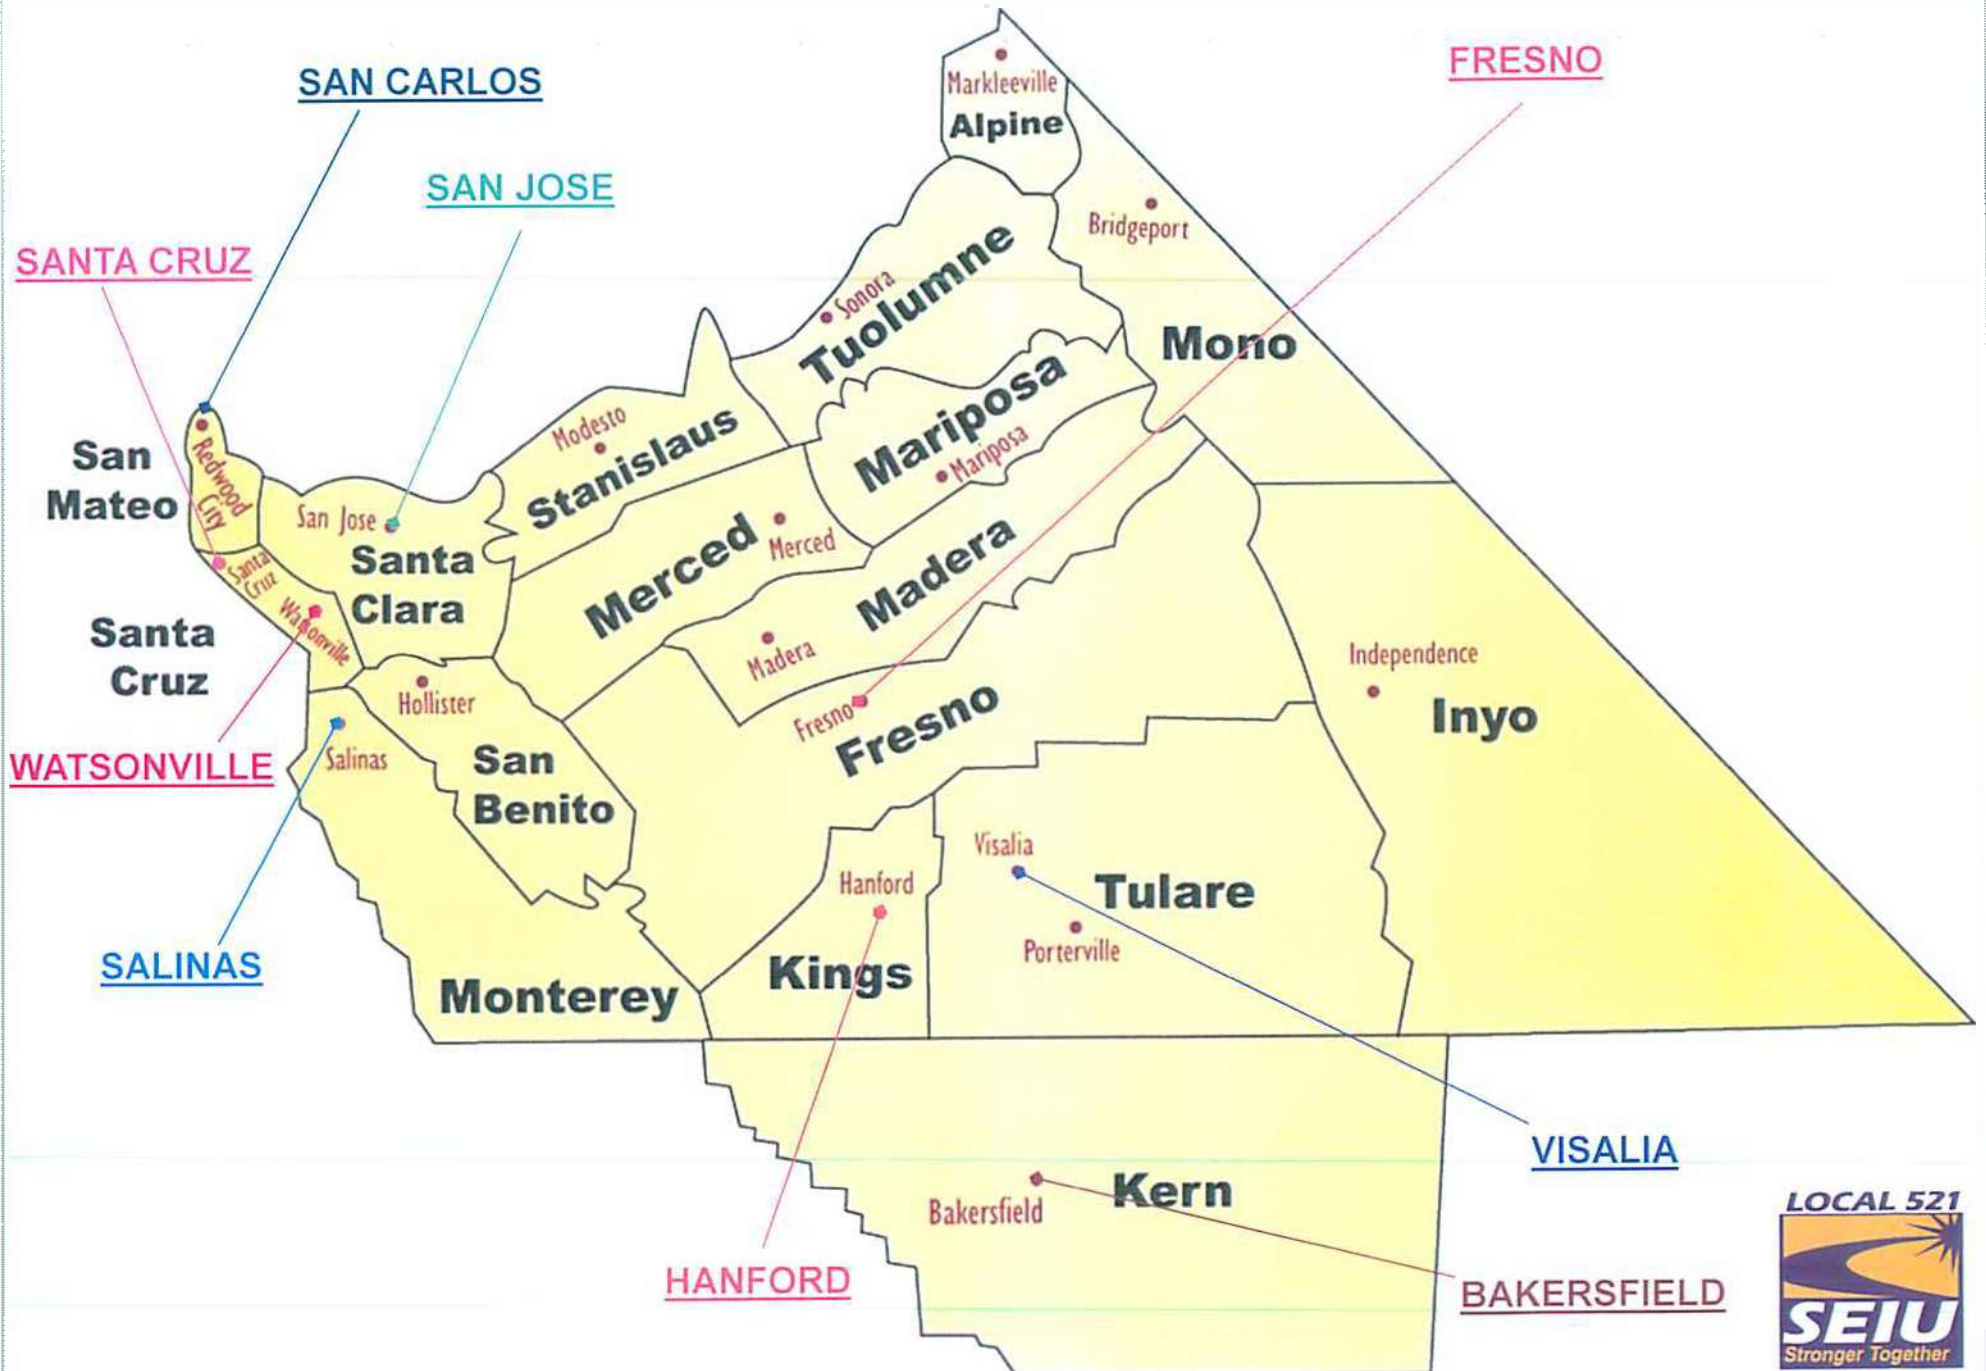 FRESNO
SAN CARLOS
Markleeville
Alpine
SAN JOSE
Bridgeport
SANTA CRUZ
Sonora
Tuolumne
Mono
San
Mateo
Redwood
City
Modesto
Stanislaus
Mariposa
Mariposa
San Jose
Santa
Clara
Merced
Merced
Madera
Madera
Santa
Cruz
Watsonville
Santa
Cruz
Independence
Inyo
Hollister
San
Benito
Fresno
Fresno
WATSONVILLE
Salinas
Visalia
Tulare
Hanford
Porterville
SALINAS
Kings
Monterey
VISALIA
Kern
Bakersfield
HANFORD
BAKERSFIELD
LOCAL 521
SEIU
Stronger Together